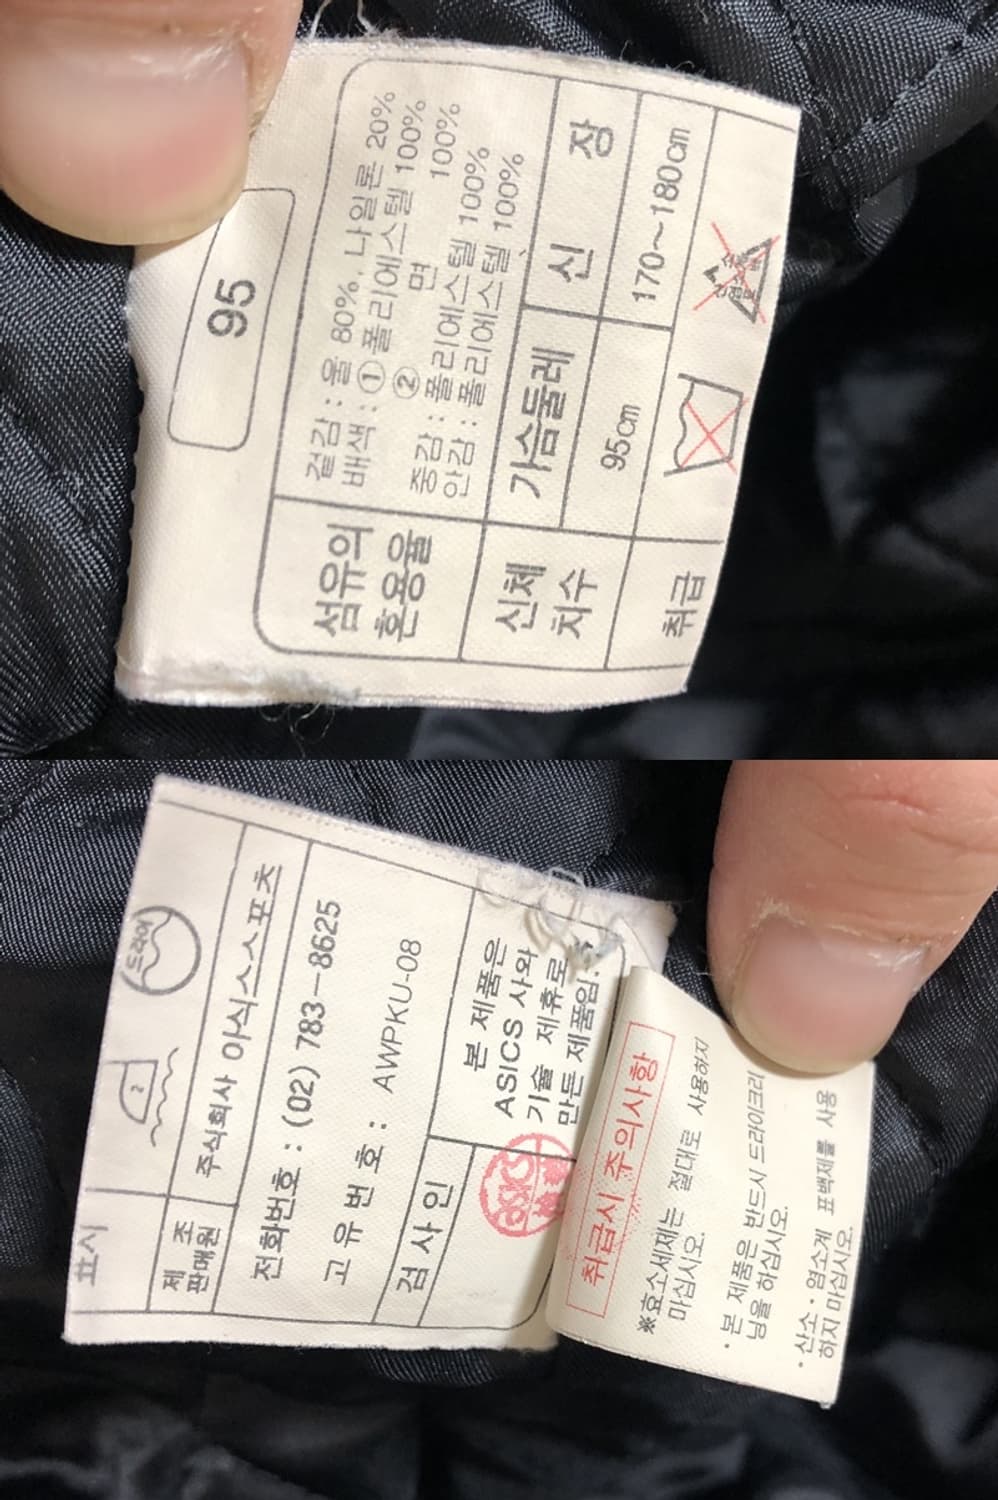 95
섬유의
혼용율
겉감 : 울 80%, 나일론 20%
배색 : ① 폴리에스텔 100%
② 면 100%
중감 : 폴리에스텔 100%
안감 : 폴리에스텔 100%
신체
치수
가슴둘레
신 장
95㎝
170~180㎝
취급
표시
드라이
2
제 조
판매원
주식회사 아식스스포츠
전화번호 : (02) 783-8625
고유번호 : AWPKU-08
검사인
asics
본 제품은
ASICS 사와
기술 제휴로
만든 제품임.
취급시 주의사항
※효소세제는 절대로 사용하지
마십시오.
·본 제품은 반드시 드라이크리
닝을 하십시오.
·산소·염소계 표백제를 사용
하지 마십시오.